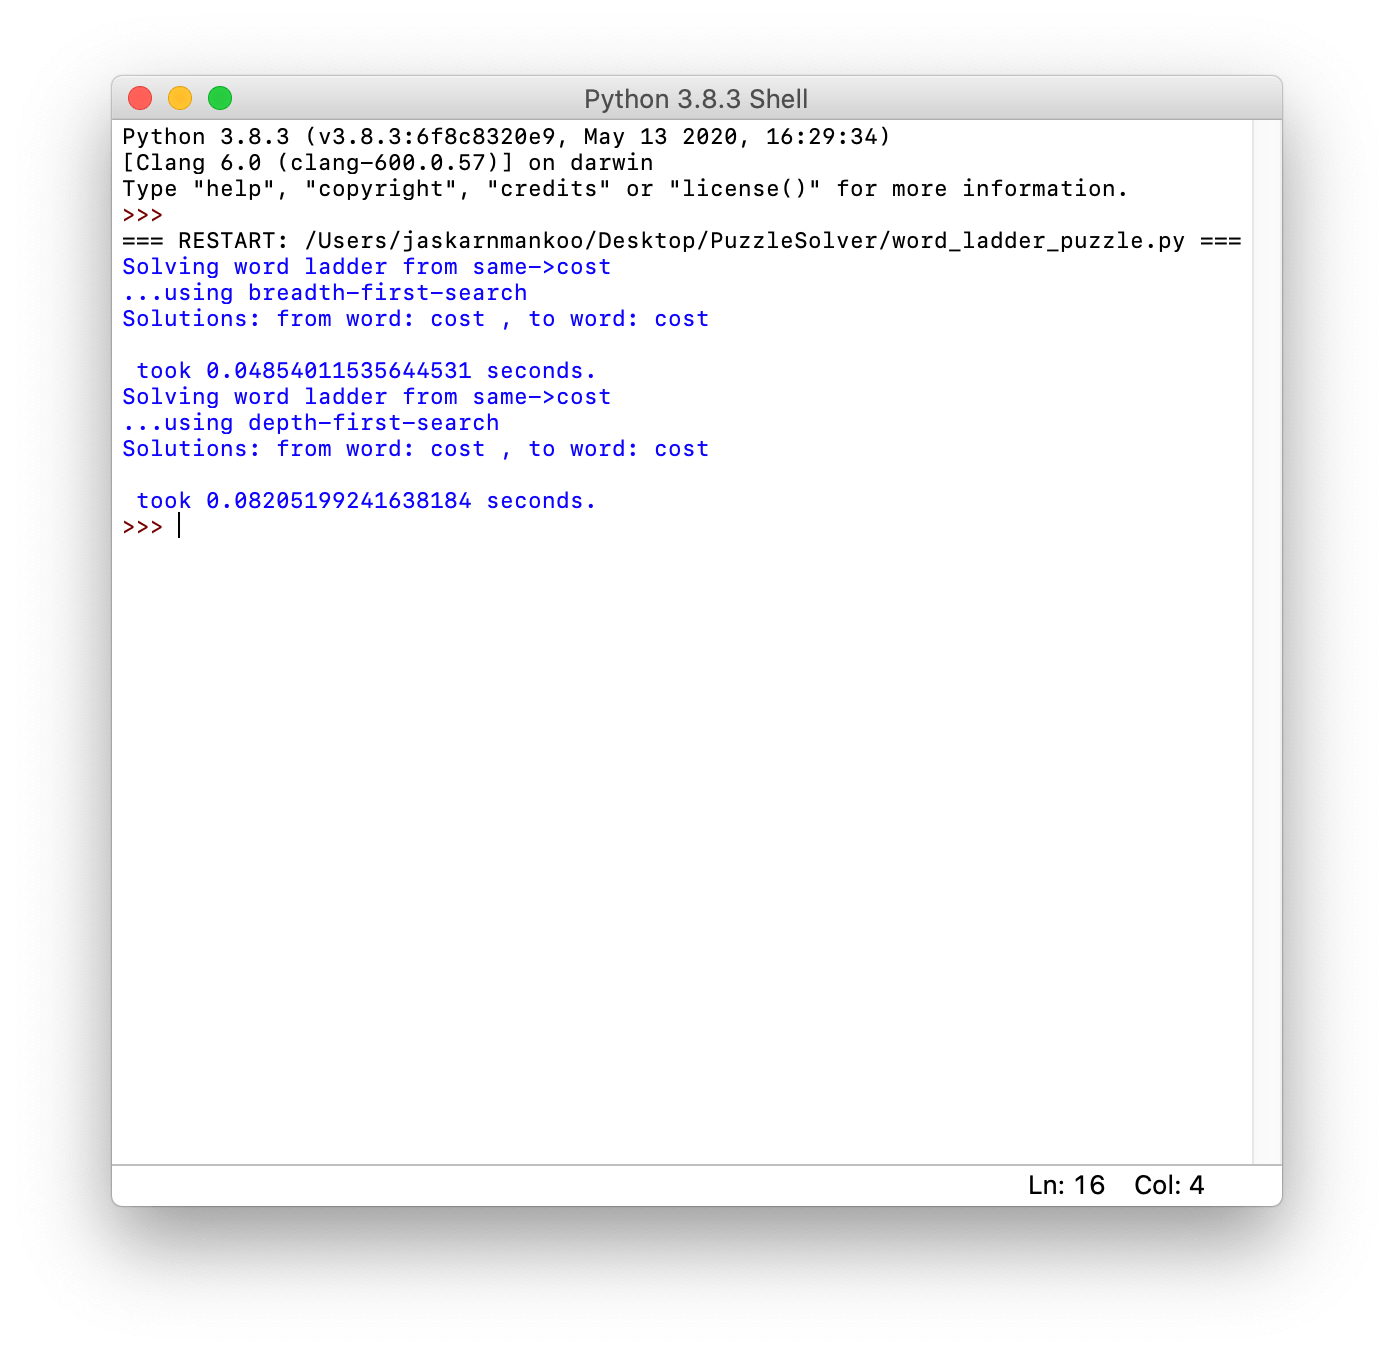 Python 3.8.3 Shell
Python 3.8.3 (v3.8.3:6f8c8320e9, May 13 2020, 16:29:34)
[Clang 6.0 (clang-600.0.57)] on darwin
Type "help", "copyright", "credits" or "license()" for more information.
>>>
=== RESTART: /Users/jaskarnmankoo/Desktop/PuzzleSolver/word_ladder_puzzle.py ===
Solving word ladder from same->cost
...using breadth-first-search
Solutions: from word: cost , to word: cost
 took 0.04854011535644531 seconds.
Solving word ladder from same->cost
...using depth-first-search
Solutions: from word: cost , to word: cost
 took 0.08205199241638184 seconds.
>>>
Ln: 16 Col: 4